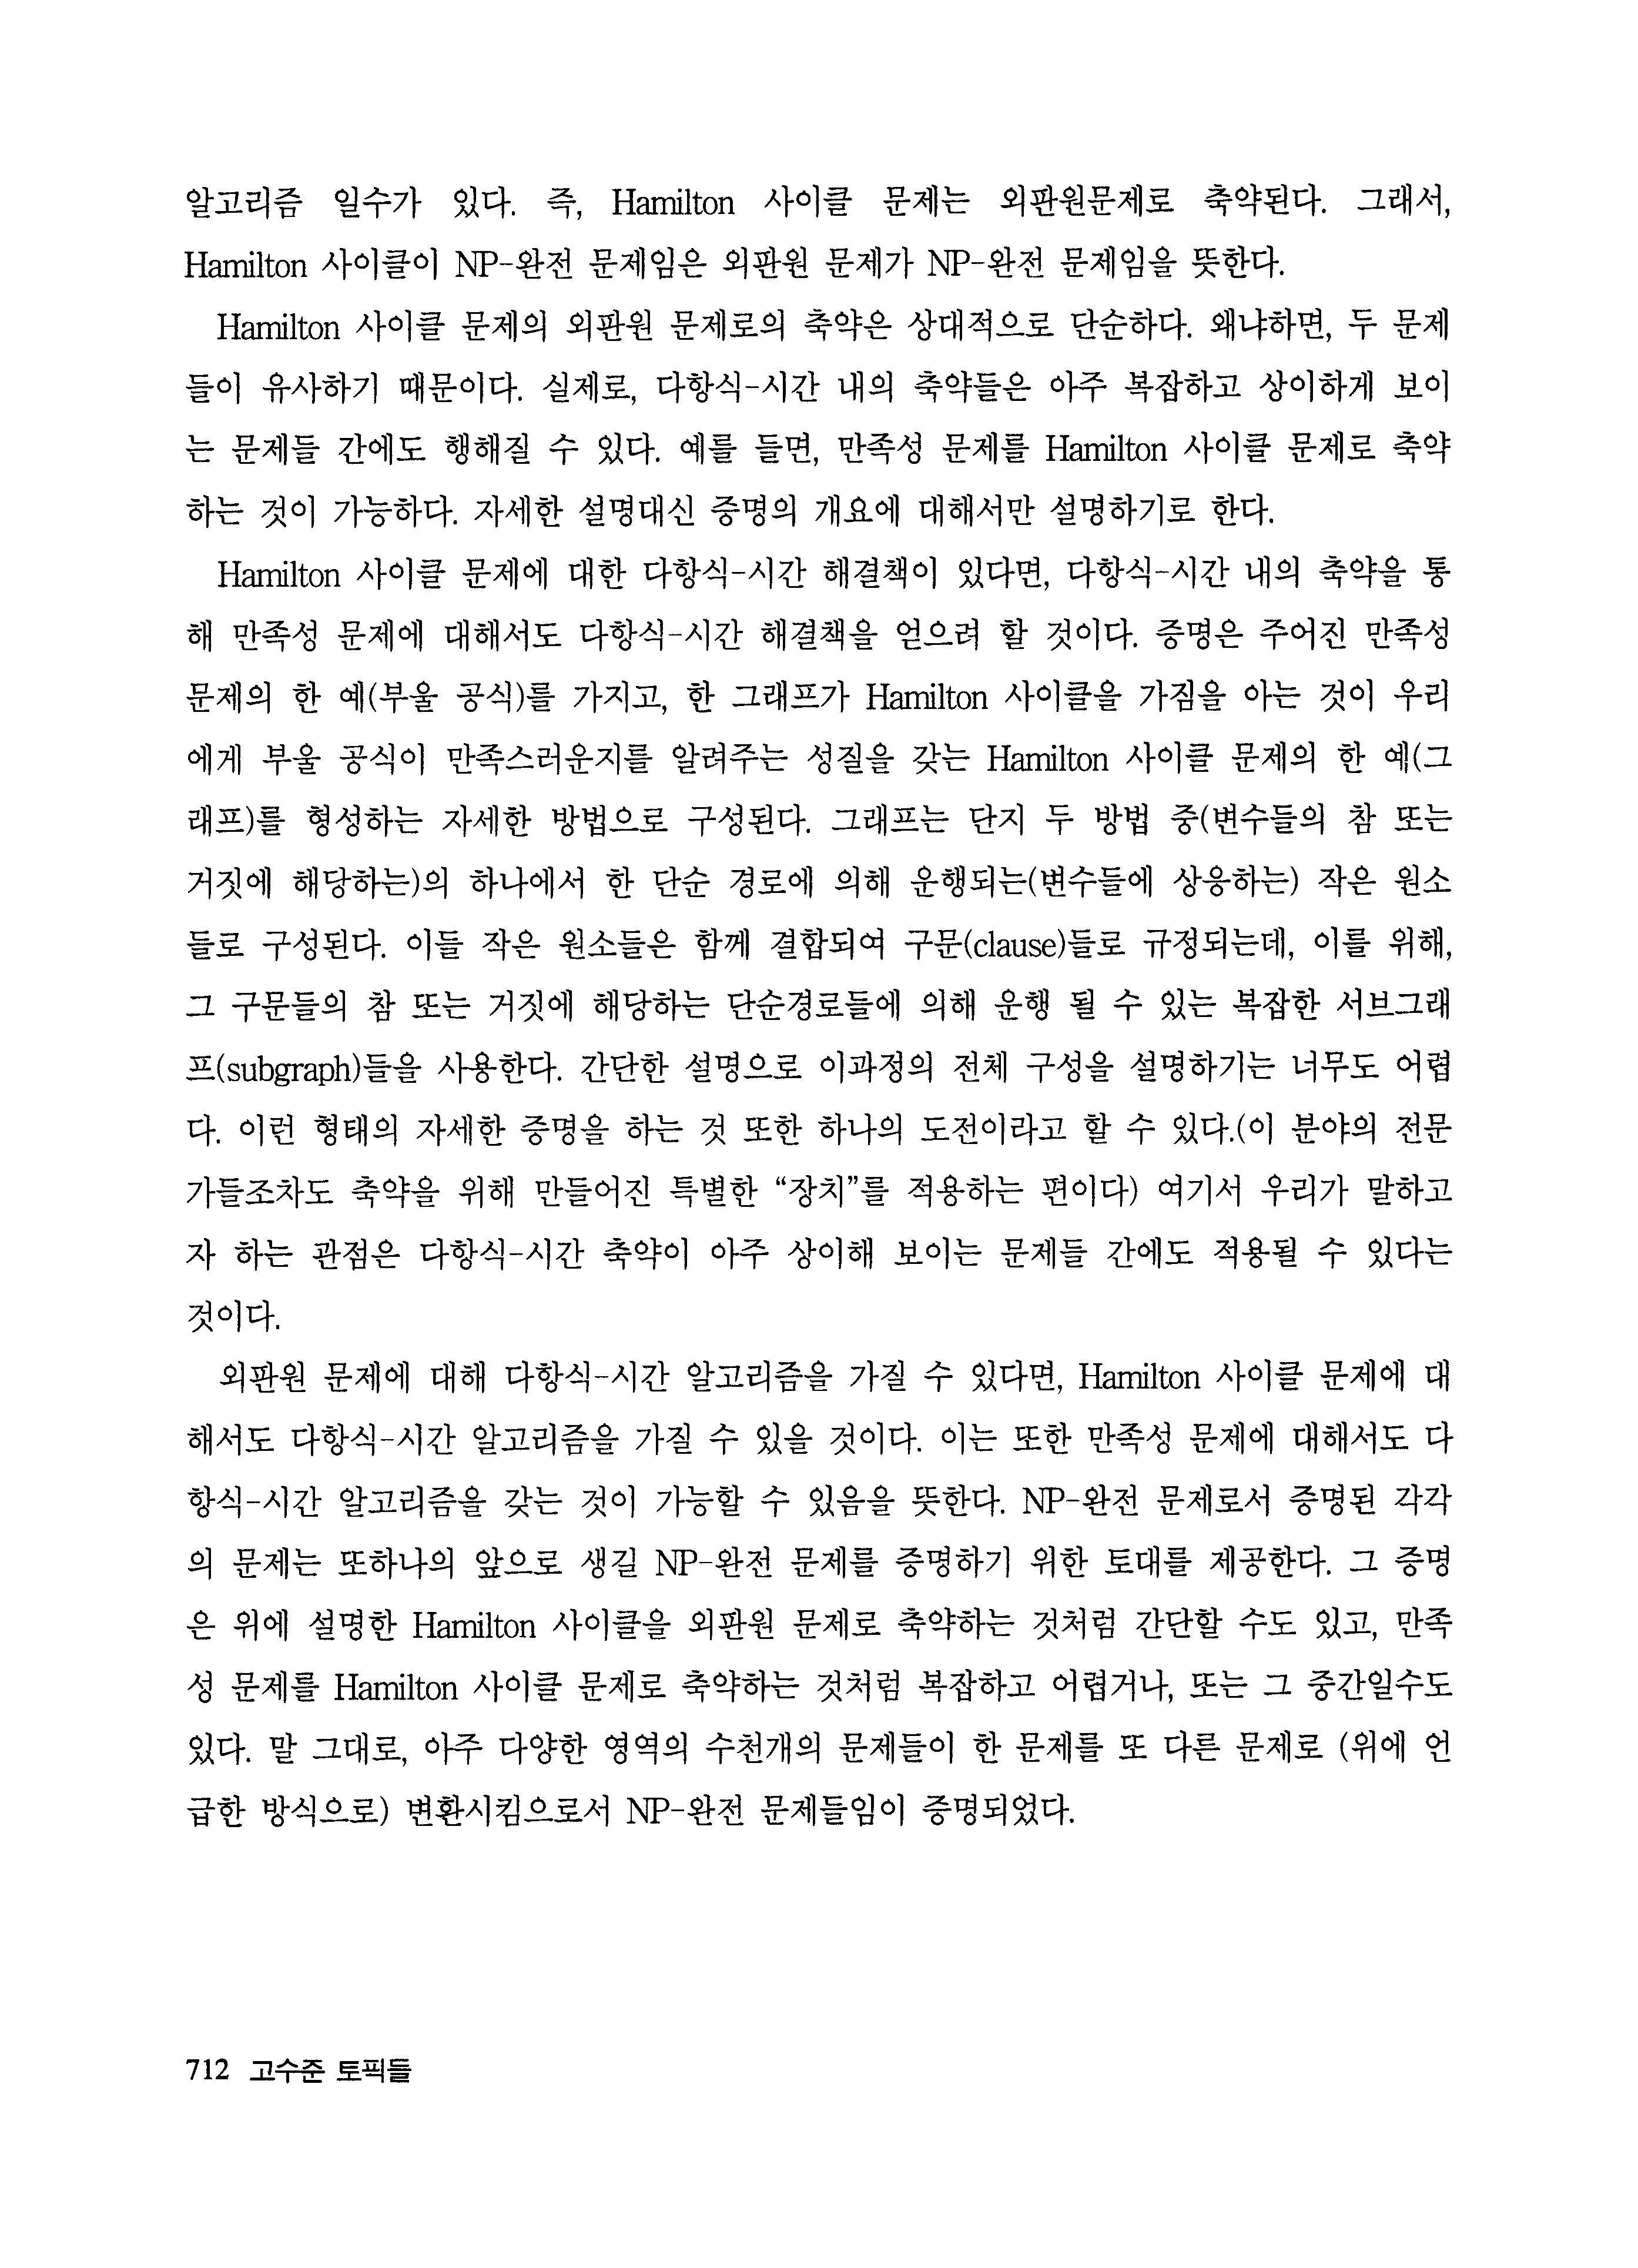 알고리즘 일수가 있다. 즉, Hamilton 사이클 문제는 외판원문제로 축약된다. 그래서,
Hamilton 사이클이 NP-완전 문제임은 외판원 문제가 NP-완전 문제임을 뜻한다.
Hamilton 사이클 문제의 외판원 문제로의 축약은 상대적으로 단순하다. 왜냐하면, 두 문제
들이 유사하기 때문이다. 실제로, 다항식-시간 내의 축약들은 아주 복잡하고 상이하게 보이
는 문제들 간에도 행해질 수 있다. 예를 들면, 만족성 문제를 Hamilton 사이클 문제로 축약
하는 것이 가능하다. 자세한 설명대신 증명의 개요에 대해서만 설명하기로 한다.
Hamilton 사이클 문제에 대한 다항식-시간 해결책이 있다면, 다항식-시간 내의 축약을 통
해 만족성 문제에 대해서도 다항식-시간 해결책을 얻으려 할 것이다. 증명은 주어진 만족성
문제의 한 예(부울 공식)를 가지고, 한 그래프가 Hamilton 사이클을 가짐을 아는 것이 우리
에게 부울 공식이 만족스러운지를 알려주는 성질을 갖는 Hamilton 사이클 문제의 한 예(그
래프)를 형성하는 자세한 방법으로 구성된다. 그래프는 단지 두 방법 중(변수들의 참 또는
거짓에 해당하는)의 하나에서 한 단순 경로에 의해 운행되는(변수들에 상응하는) 작은 원소
들로 구성된다. 이들 작은 원소들은 함께 결합되여 구문(clause)들로 규정되는데, 이를 위해,
그 구문들의 참 또는 거짓에 해당하는 단순경로들에 의해 운행 될 수 있는 복잡한 서브그래
프(subgraph)들을 사용한다. 간단한 설명으로 이과정의 전체 구성을 설명하기는 너무도 어렵
다. 이런 형태의 자세한 증명을 하는 것 또한 하나의 도전이라고 할 수 있다.(이 분야의 전문
가들조차도 축약을 위해 만들어진 특별한 “장치”를 적용하는 편이다) 여기서 우리가 말하고
자 하는 관점은 다항식-시간 축약이 아주 상이해 보이는 문제들 간에도 적용될 수 있다는
것이다.
외판원 문제에 대해 다항식-시간 알고리즘을 가질 수 있다면, Hamilton 사이클 문제에 대
해서도 다항식-시간 알고리즘을 가질 수 있을 것이다. 이는 또한 만족성 문제에 대해서도 다
항식-시간 알고리즘을 갖는 것이 가능할 수 있음을 뜻한다. NP-완전 문제로서 증명된 각각
의 문제는 또하나의 앞으로 생길 NP-완전 문제를 증명하기 위한 토대를 제공한다. 그 증명
은 위에 설명한 Hamilton 사이클을 외판원 문제로 축약하는 것처럼 간단할 수도 있고, 만족
성 문제를 Hamilton 사이클 문제로 축약하는 것처럼 복잡하고 어렵거나, 또는 그 중간일수도
있다. 말 그대로, 아주 다양한 영역의 수천개의 문제들이 한 문제를 또 다른 문제로 (위에 언
급한 방식으로) 변환시킴으로서 NP-완전 문제들임이 증명되었다.
712 고수준 토픽들